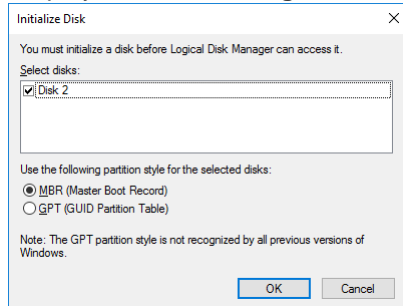 Initialize Disk
You must initialize a disk before Logical Disk Manager can access it.
Select disks:
Disk 2
Use the following partition style for the selected disks:
MBR (Master Boot Record)
GPT (GUID Partition Table)
Note: The GPT partition style is not recognized by all previous versions of
Windows.
OK Cancel